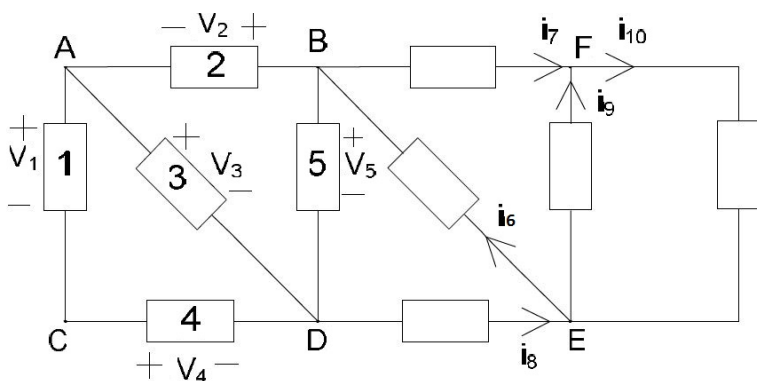 − V₂ +
A
2
B
i₇
F
i₁₀
i₉
+
V₁
−
1
+
3
V₃
−
5
+
V₅
−
i₆
C
4
D
i₈
E
+ V₄ −